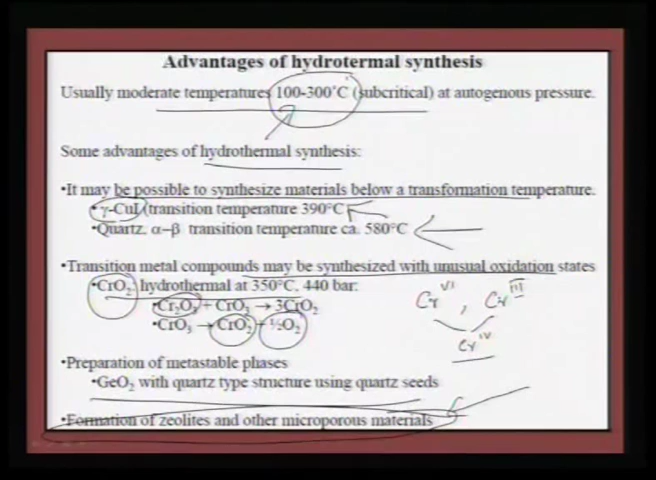 Advantages of hydrotermal synthesis
Usually moderate temperatures 100-300°C (subcritical) at autogenous pressure.
Some advantages of hydrothermal synthesis:
•It may be possible to synthesize materials below a transformation temperature.
•γ-CuI (transition temperature 390°C
•Quartz. α-β transition temperature ca. 580°C
•Transition metal compounds may be synthesized with unusual oxidation states
•CrO₂ hydrothermal at 350°C, 440 bar:
•Cr₂O₃ + CrO₃ → 3CrO₂
•CrO₃ → CrO₂ + ½O₂
Cr VI , Cr III
Cr IV
•Preparation of metastable phases
•GeO₂ with quartz type structure using quartz seeds
•Formation of zeolites and other microporous materials